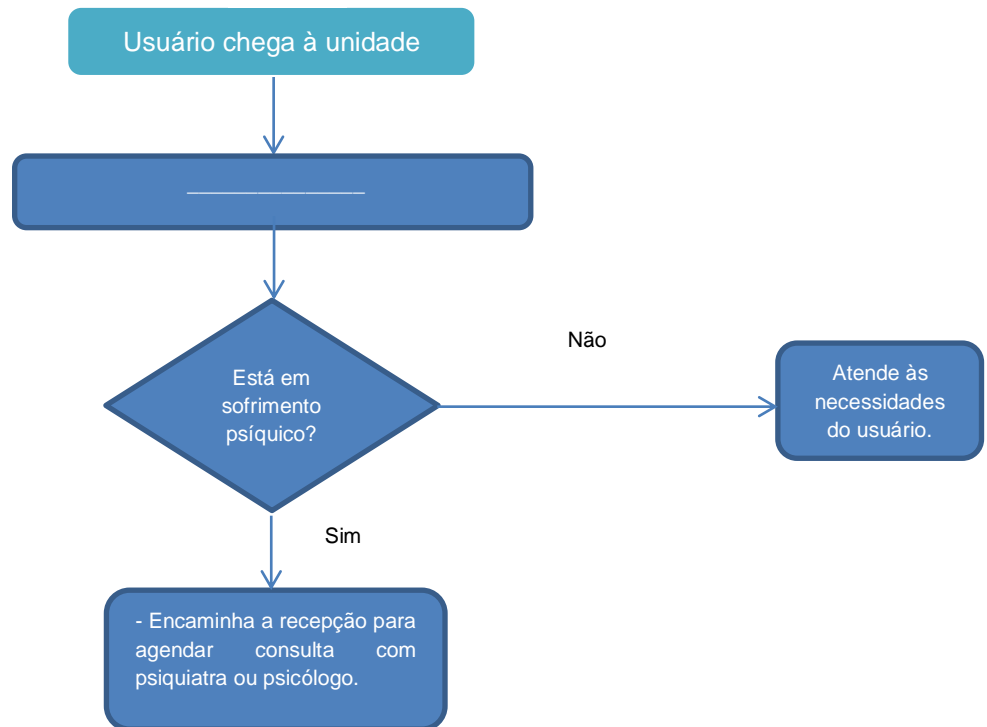 Usuário chega à unidade
_______________
Está em
sofrimento
psíquico?
Não
Atende às
necessidades
do usuário.
Sim
- Encaminha a recepção para
agendar consulta com
psiquiatra ou psicólogo.